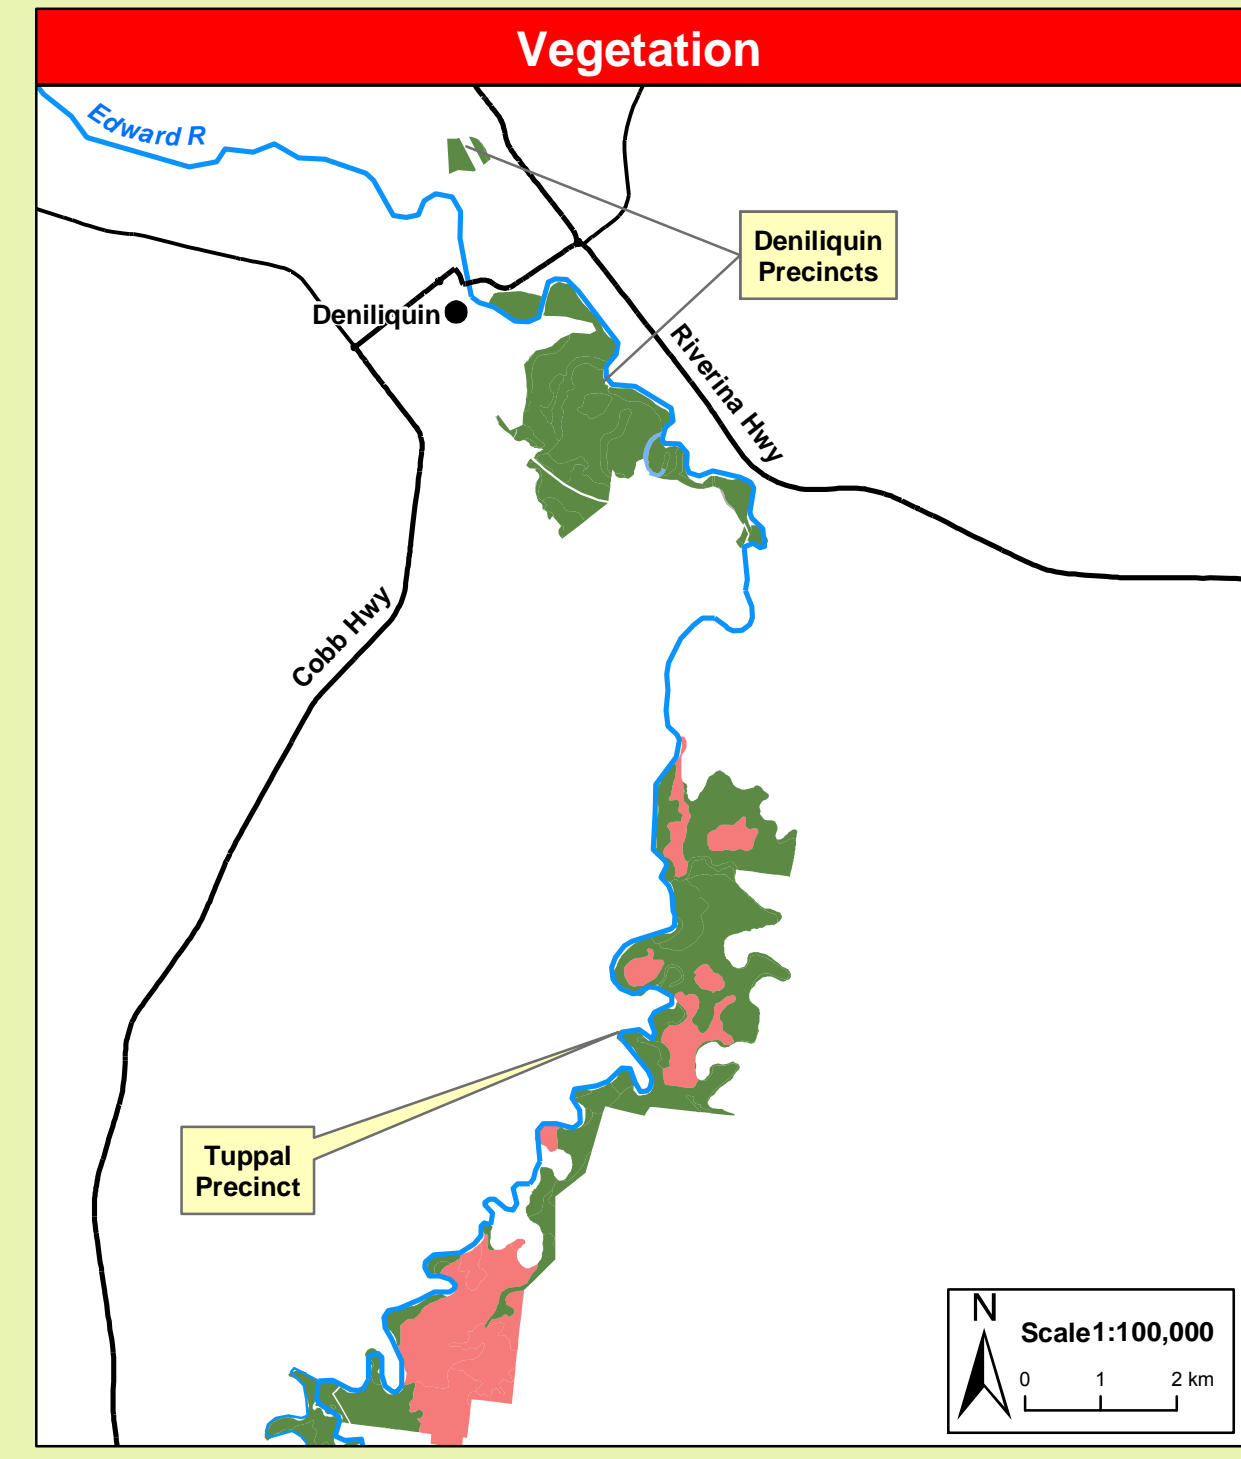 Vegetation
Edward R
Deniliquin
Precincts
Deniliquin
Riverina Hwy
Cobb Hwy
Tuppal
Precinct
N
Scale1:100,000
0 1 2 km